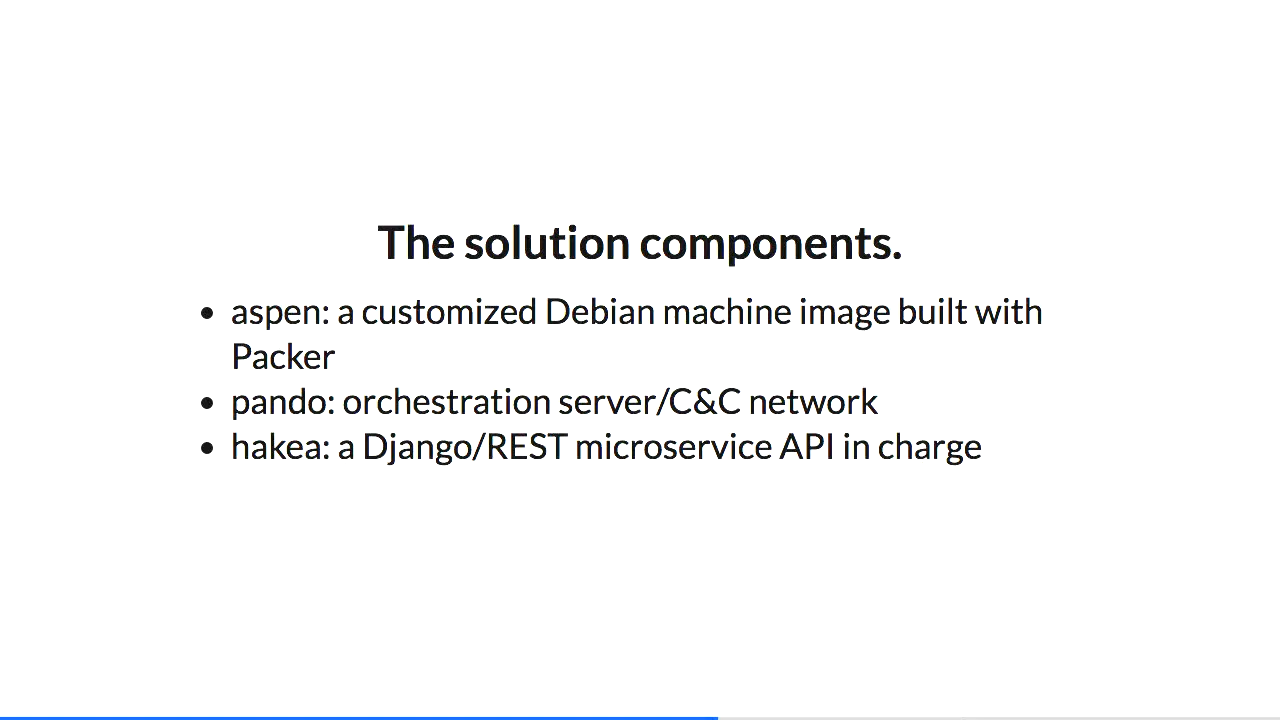 The solution components.
• aspen: a customized Debian machine image built with
Packer
• pando: orchestration server/C&C network
• hakea: a Django/REST microservice API in charge